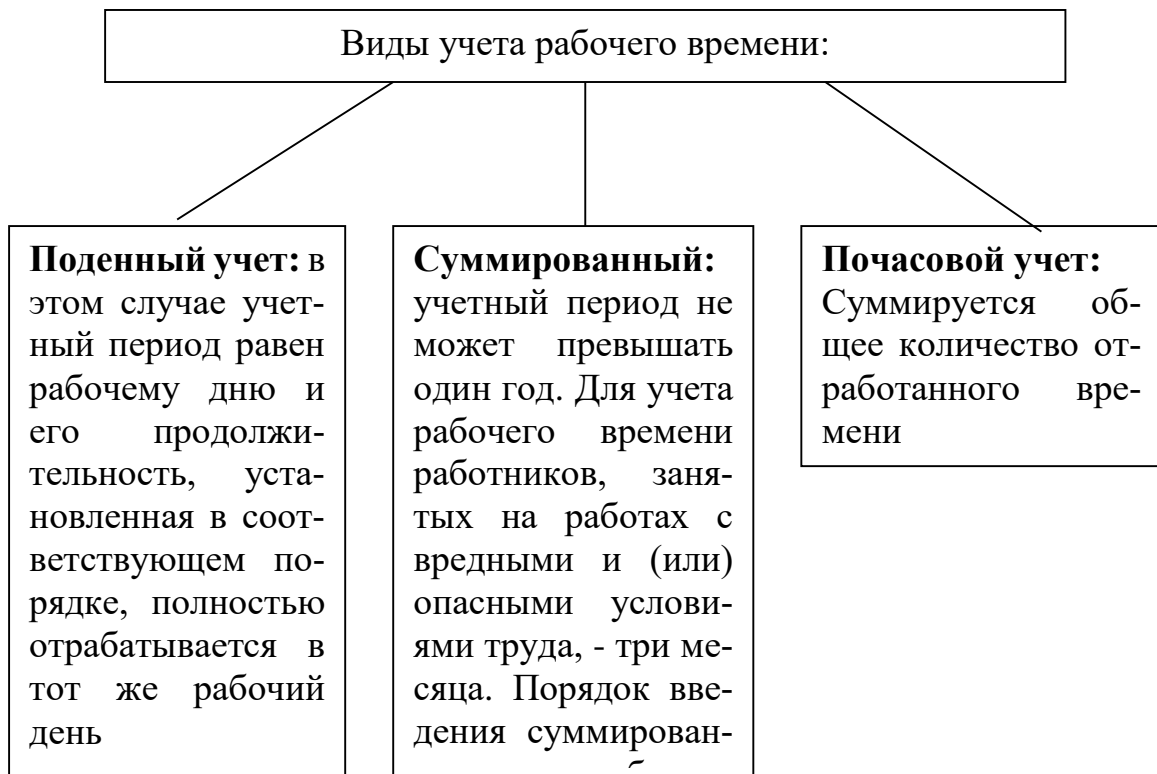 Виды учета рабочего времени:
Поденный учет: в
этом случае учет-
ный период равен
рабочему дню и
его продолжи-
тельность, уста-
новленная в соот-
ветствующем по-
рядке, полностью
отрабатывается в
тот же рабочий
день
Суммированный:
учетный период не
может превышать
один год. Для учета
рабочего времени
работников, заня-
тых на работах с
вредными и (или)
опасными услови-
ями труда, - три ме-
сяца. Порядок вве-
дения суммирован-
Почасовой учет:
Суммируется об-
щее количество от-
работанного вре-
мени